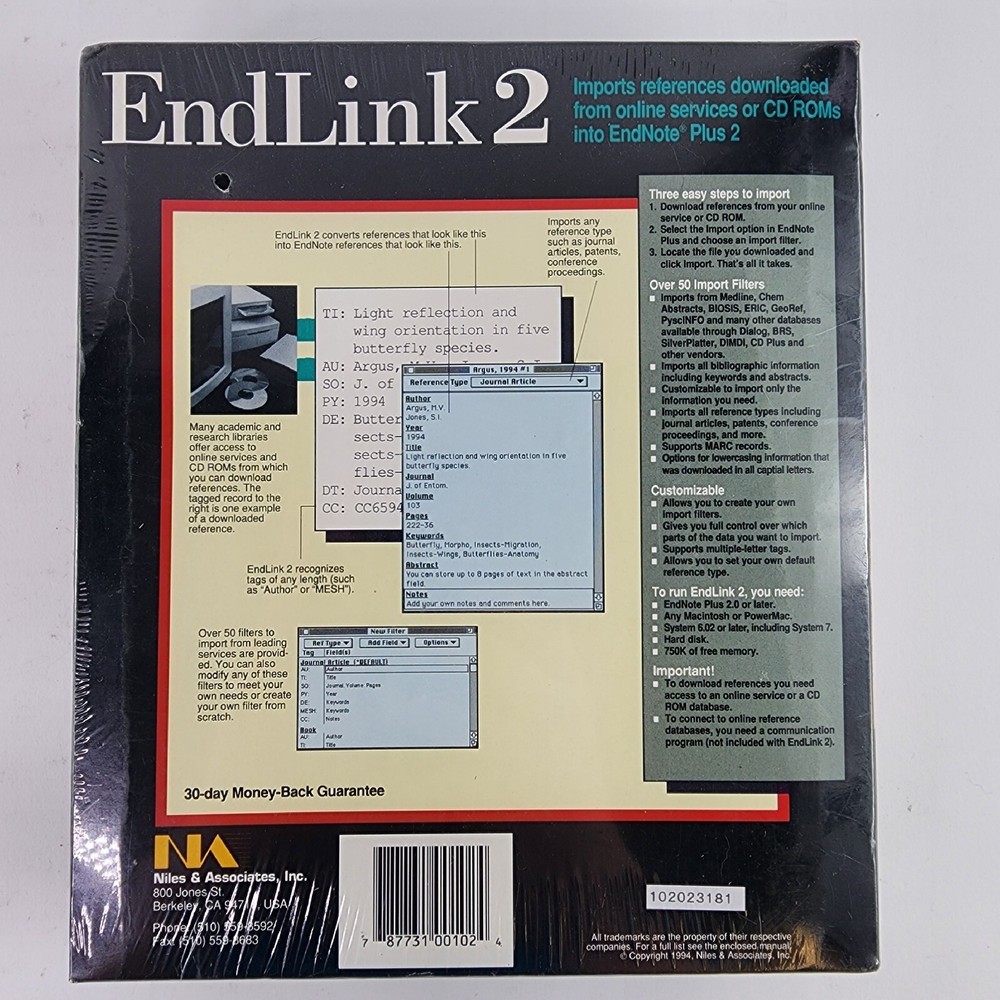 EndLink 2
Imports references downloaded
from online services or CD ROMs
into EndNote® Plus 2
EndLink 2 converts references that look like this
into EndNote references that look like this.
Imports any
reference type
such as journal
articles, patents,
conference
proceedings.
TI: Light reflection and
wing orientation in five
butterfly species.
AU: Argus,
SO: J. of
PY: 1994
DE: Butter
sects-
sects-
flies-
DT: Journa
CC: CC6594
Argus, 1994 #1
Reference Type Journal Article
Author
Argus, M.V.
Jones, S.I.
Year
1994
Title
Light reflection and wing orientation in five
butterfly species.
Journal
J. of Entom.
Volume
103
Pages
222-36
Keywords
Butterfly, Morpho, Insects-Migration,
Insects-Wings, Butterflies-Anatomy
Abstract
You can store up to 8 pages of text in the abstract
field.
Notes
Add your own notes and comments here.
Many academic and
research libraries
offer access to
online services and
CD ROMs from which
you can download
references. The
tagged record to the
right is one example
of a downloaded
reference.
EndLink 2 recognizes
tags of any length (such
as "Author" or "MESH").
Over 50 filters to
import from leading
services are provid-
ed. You can also
modify any of these
filters to meet your
own needs or create
your own filter from
scratch.
New Filter
Ref Type Add Field Options
Tag Field(s)
Journal Article (*DEFAULT)
AU: Author
TI: Title
SO: Journal, Volume, Pages
PY: Year
DE: Keywords
MESH: Keywords
CC: Notes
Book
AU: Author
TI: Title
30-day Money-Back Guarantee
Three easy steps to import
1. Download references from your online
service or CD ROM.
2. Select the Import option in EndNote
Plus and choose an import filter.
3. Locate the file you downloaded and
click Import. That's all it takes.
Over 50 Import Filters
Imports from Medline, Chem
Abstracts, BIOSIS, ERIC, GeoRef,
PyscINFO and many other databases
available through Dialog, BRS,
SilverPlatter, DIMDI, CD Plus and
other vendors.
Imports all bibliographic information
including keywords and abstracts.
Customizable to import only the
information you need.
Imports all reference types including
journal articles, patents, conference
proceedings, and more.
Supports MARC records.
Options for lowercasing information that
was downloaded in all captial letters.
Customizable
Allows you to create your own
import filters.
Gives you full control over which
parts of the data you want to import.
Supports multiple-letter tags.
Allows you to set your own default
reference type.
To run EndLink 2, you need:
EndNote Plus 2.0 or later.
Any Macintosh or PowerMac.
System 6.02 or later, including System 7.
Hard disk.
750K of free memory.
Important!
To download references you need
access to an online service or a CD
ROM database.
To connect to online reference
databases, you need a communication
program (not included with EndLink 2).
NA
Niles & Associates, Inc.
800 Jones St.
Berkeley, CA USA
Phone: (510) 559-8592
Fax: (510) 559-8683
7 87731 00102 4
102023181
All trademarks are the property of their respective
companies. For a full list see the enclosed manual.
© Copyright 1994, Niles & Associates, Inc.